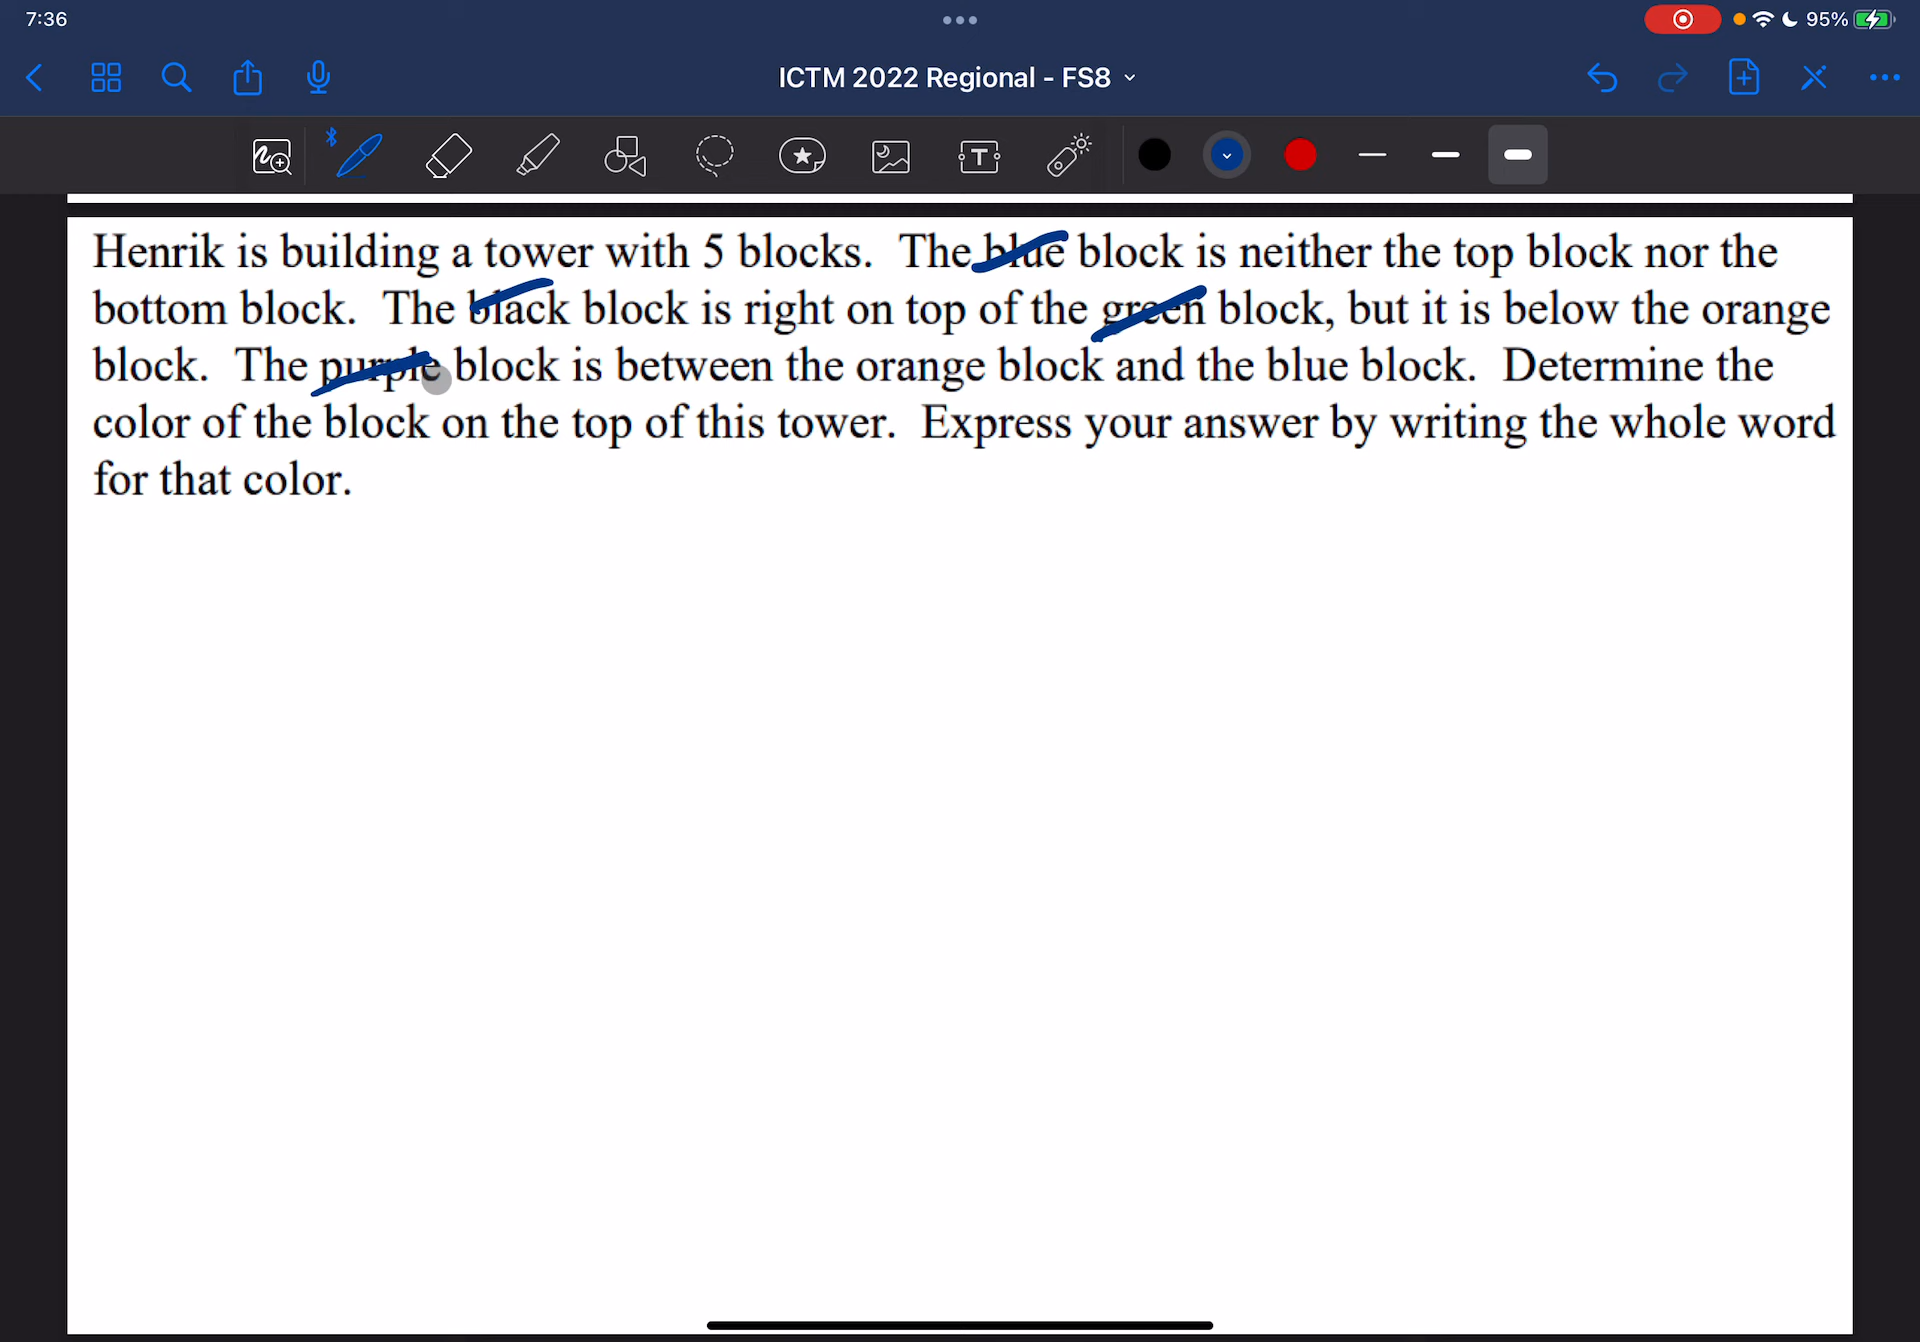 7:36
95%
ICTM 2022 Regional - FS8
T
Henrik is building a tower with 5 blocks. The blue block is neither the top block nor the
bottom block. The black block is right on top of the green block, but it is below the orange
block. The purple block is between the orange block and the blue block. Determine the
color of the block on the top of this tower. Express your answer by writing the whole word
for that color.